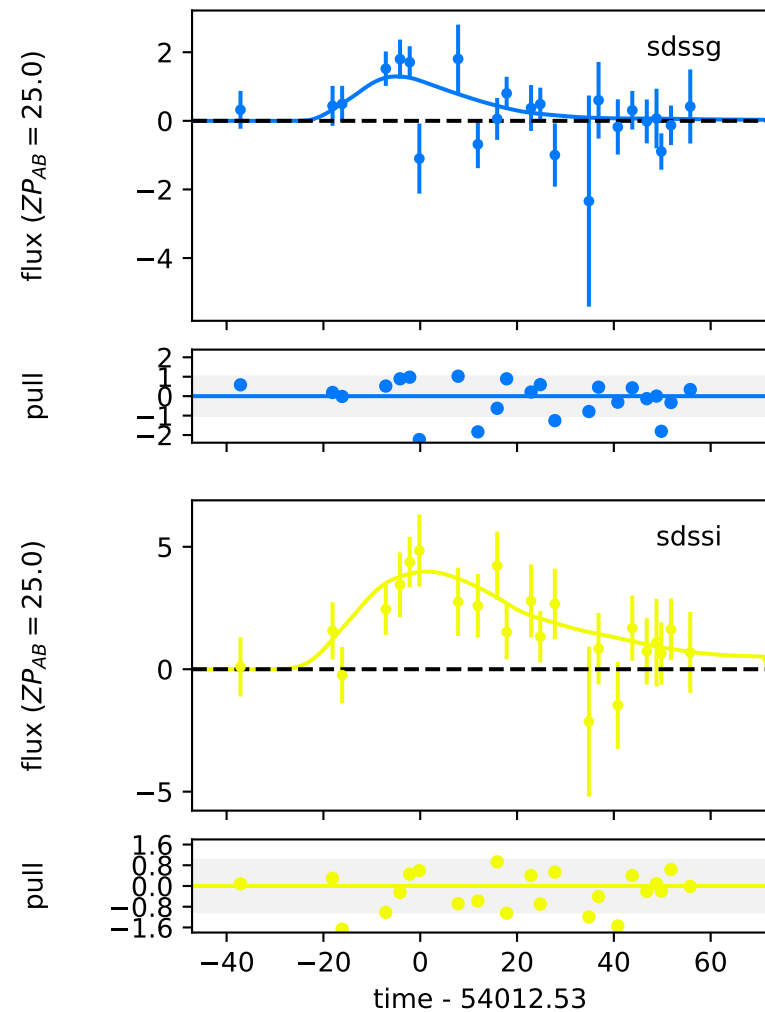 sdssg
flux (ZP_AB = 25.0)
2
0
−2
−4
pull
2
1
0
−1
−2
sdssi
flux (ZP_AB = 25.0)
5
0
−5
pull
1.6
0.8
0.0
−0.8
−1.6
−40 −20 0 20 40 60
time - 54012.53